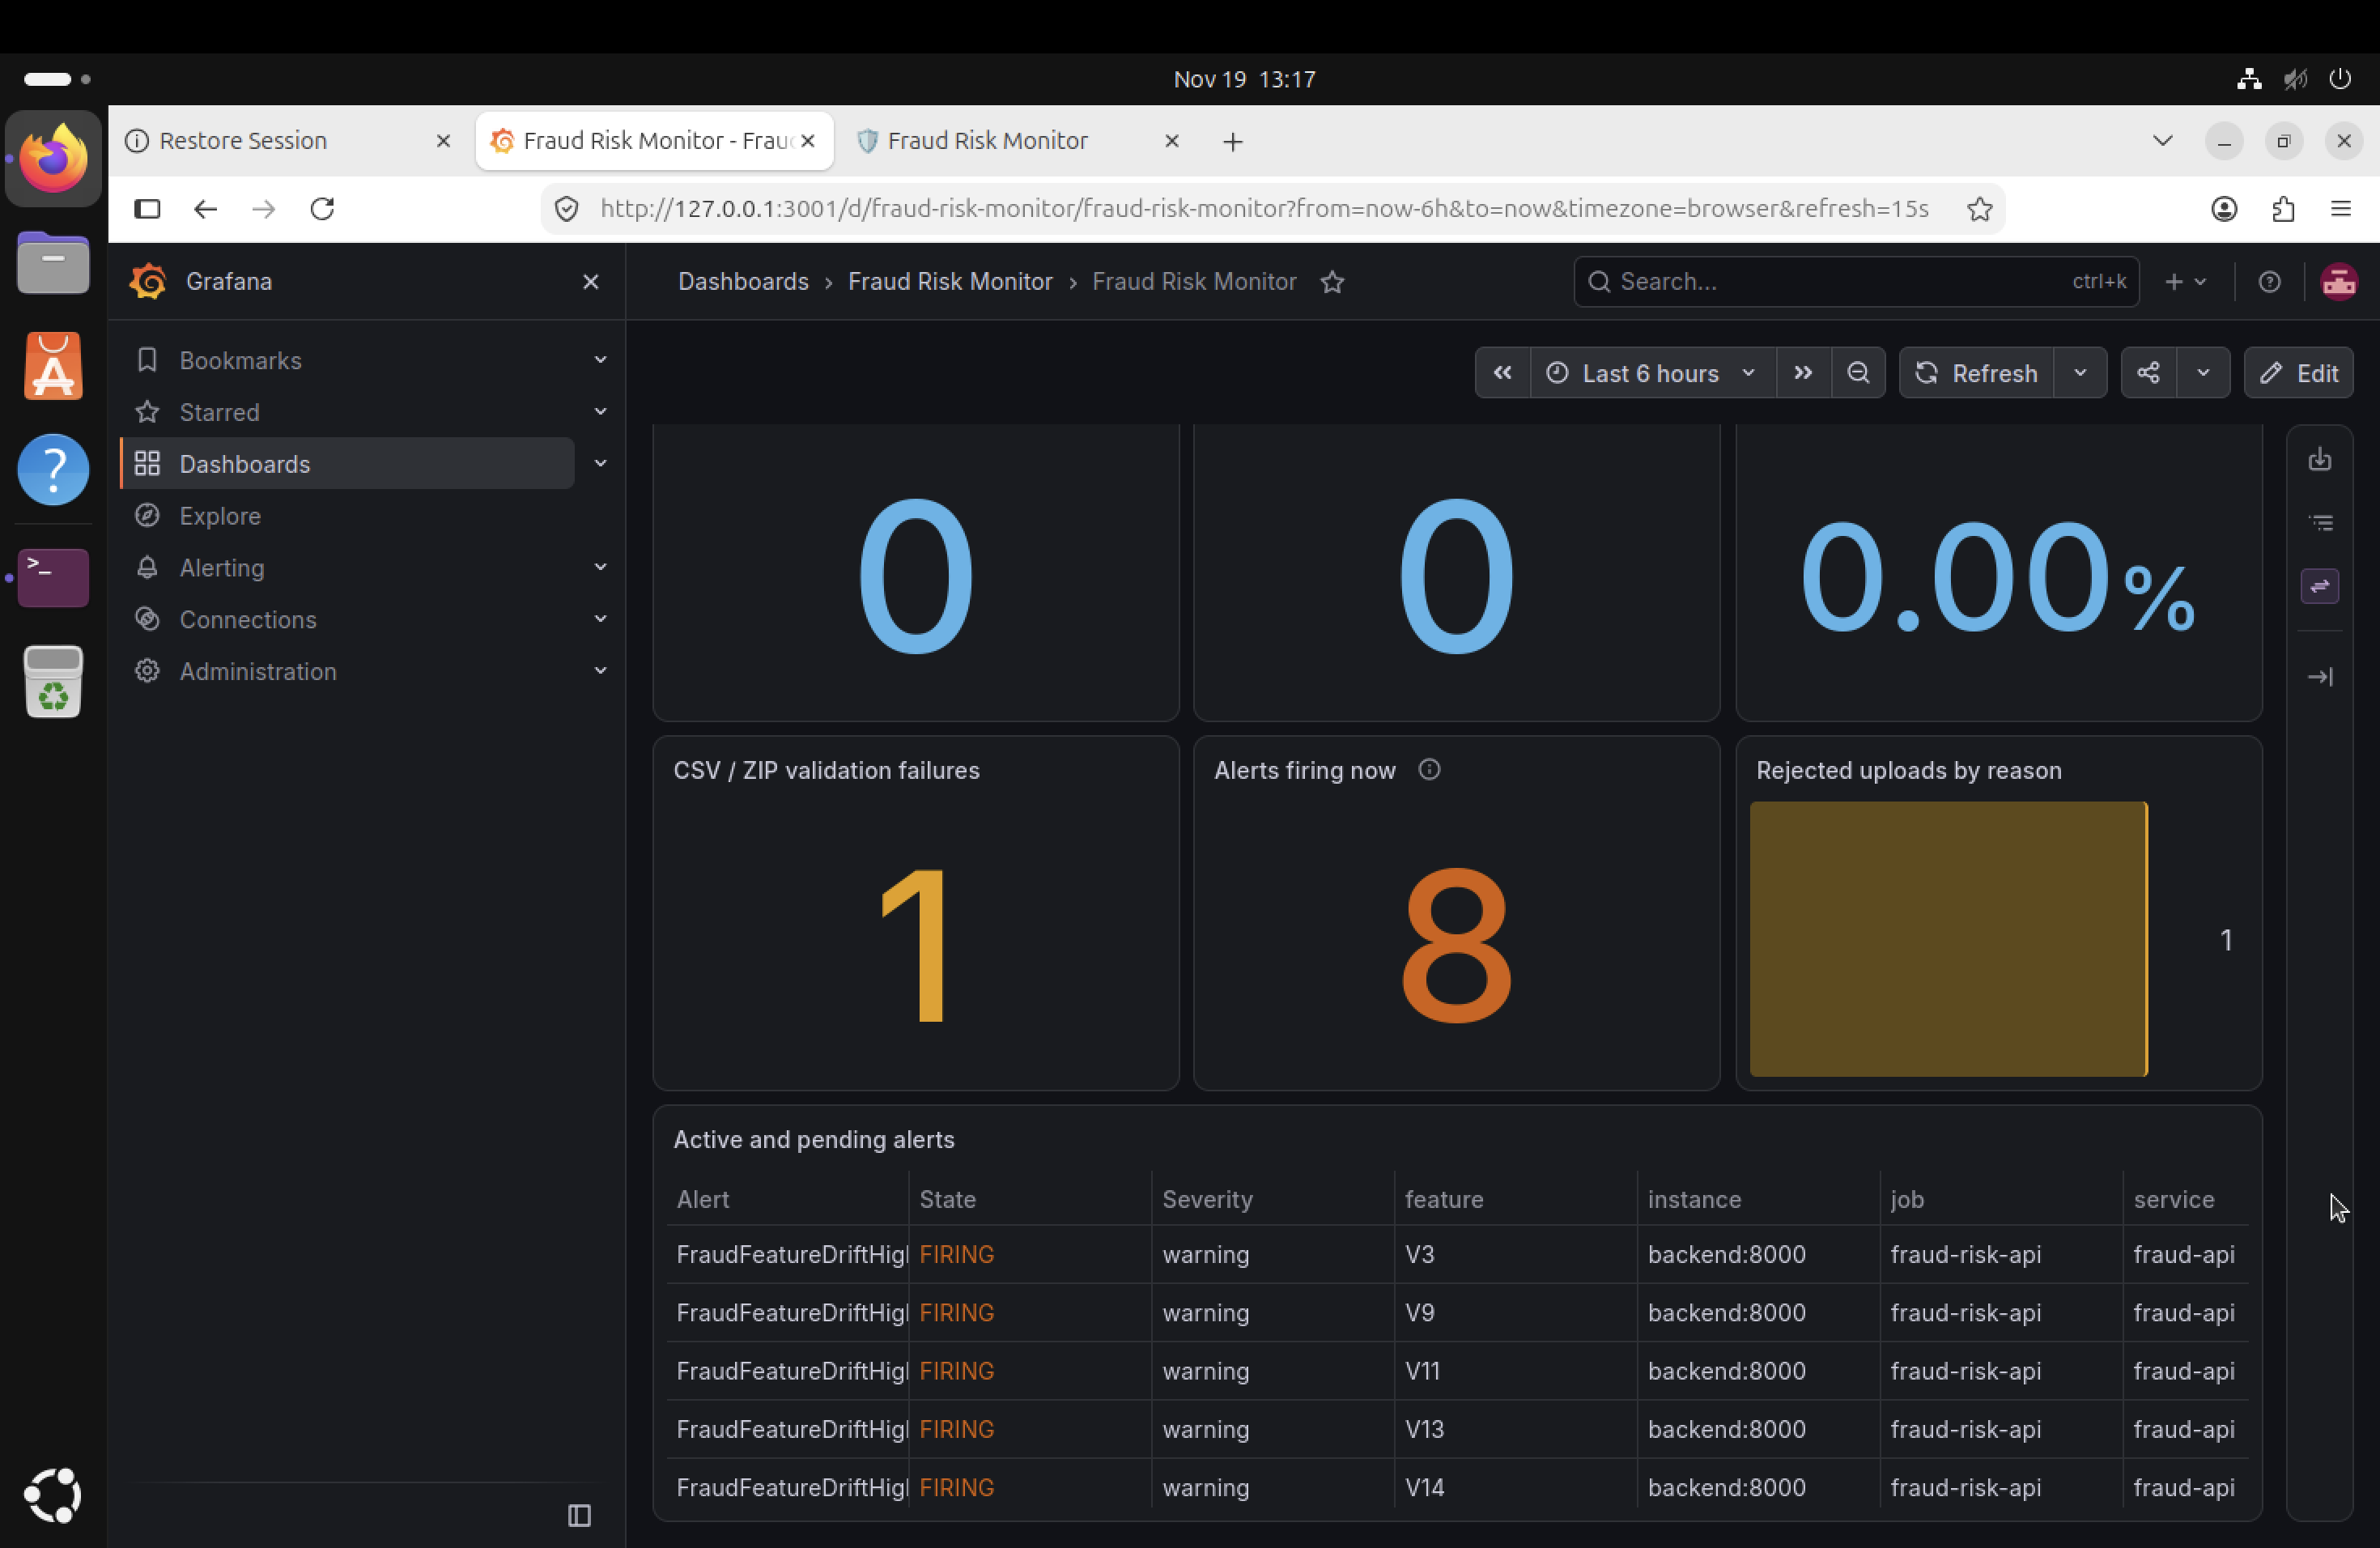 Nov 19 13:17
Restore Session
Fraud Risk Monitor - Frau
Fraud Risk Monitor
http://127.0.0.1:3001/d/fraud-risk-monitor/fraud-risk-monitor?from=now-6h&to=now&timezone=browser&refresh=15s
Grafana
Dashboards › Fraud Risk Monitor › Fraud Risk Monitor
Search...
ctrl+k
Bookmarks
Starred
Dashboards
Explore
Alerting
Connections
Administration
Last 6 hours
Refresh
Edit
0
0
0.00%
CSV / ZIP validation failures
1
Alerts firing now
8
Rejected uploads by reason
1
Active and pending alerts
Alert State Severity feature instance job service
FraudFeatureDriftHigh FIRING warning V3 backend:8000 fraud-risk-api fraud-api
FraudFeatureDriftHigh FIRING warning V9 backend:8000 fraud-risk-api fraud-api
FraudFeatureDriftHigh FIRING warning V11 backend:8000 fraud-risk-api fraud-api
FraudFeatureDriftHigh FIRING warning V13 backend:8000 fraud-risk-api fraud-api
FraudFeatureDriftHigh FIRING warning V14 backend:8000 fraud-risk-api fraud-api